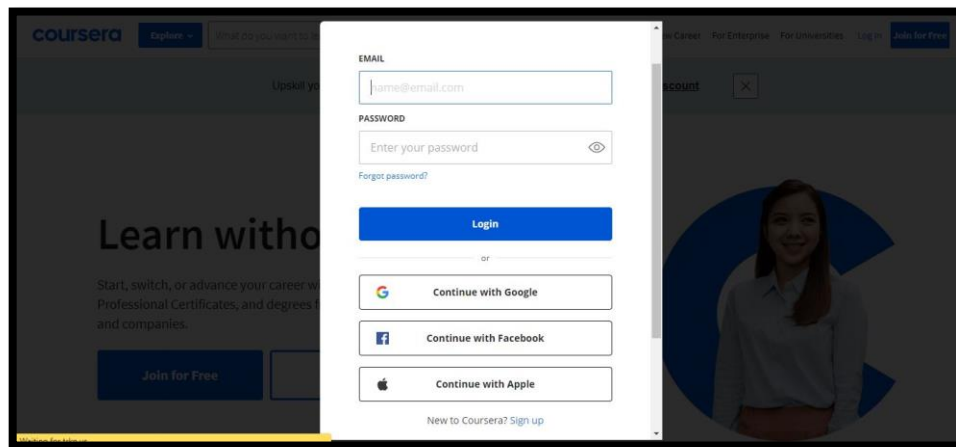 coursera
Explore
What do you want to le
Career For Enterprise For Universities Log In Join for Free
Upskill yo
scount
EMAIL
name@email.com
PASSWORD
Enter your password
Forgot password?
Login
or
Continue with Google
Continue with Facebook
Continue with Apple
New to Coursera? Sign up
Learn witho
Start, switch, or advance your career w
Professional Certificates, and degrees f
and companies.
Join for Free